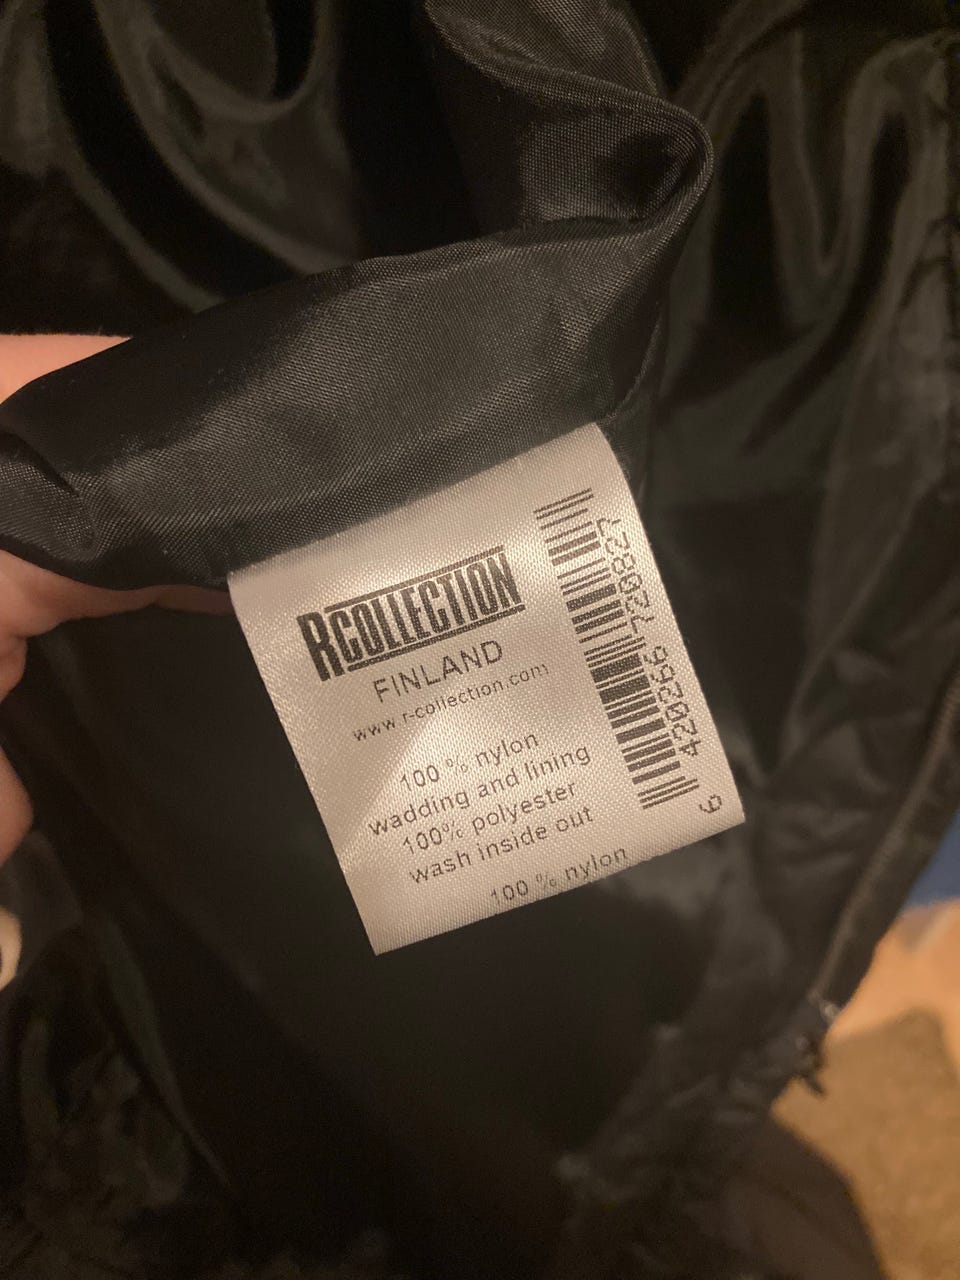 RCOLLECTION
FINLAND
www.r-collection.com
100 % nylon
wadding and lining
100% polyester
wash inside out
100 % nylon
6 420266 720827